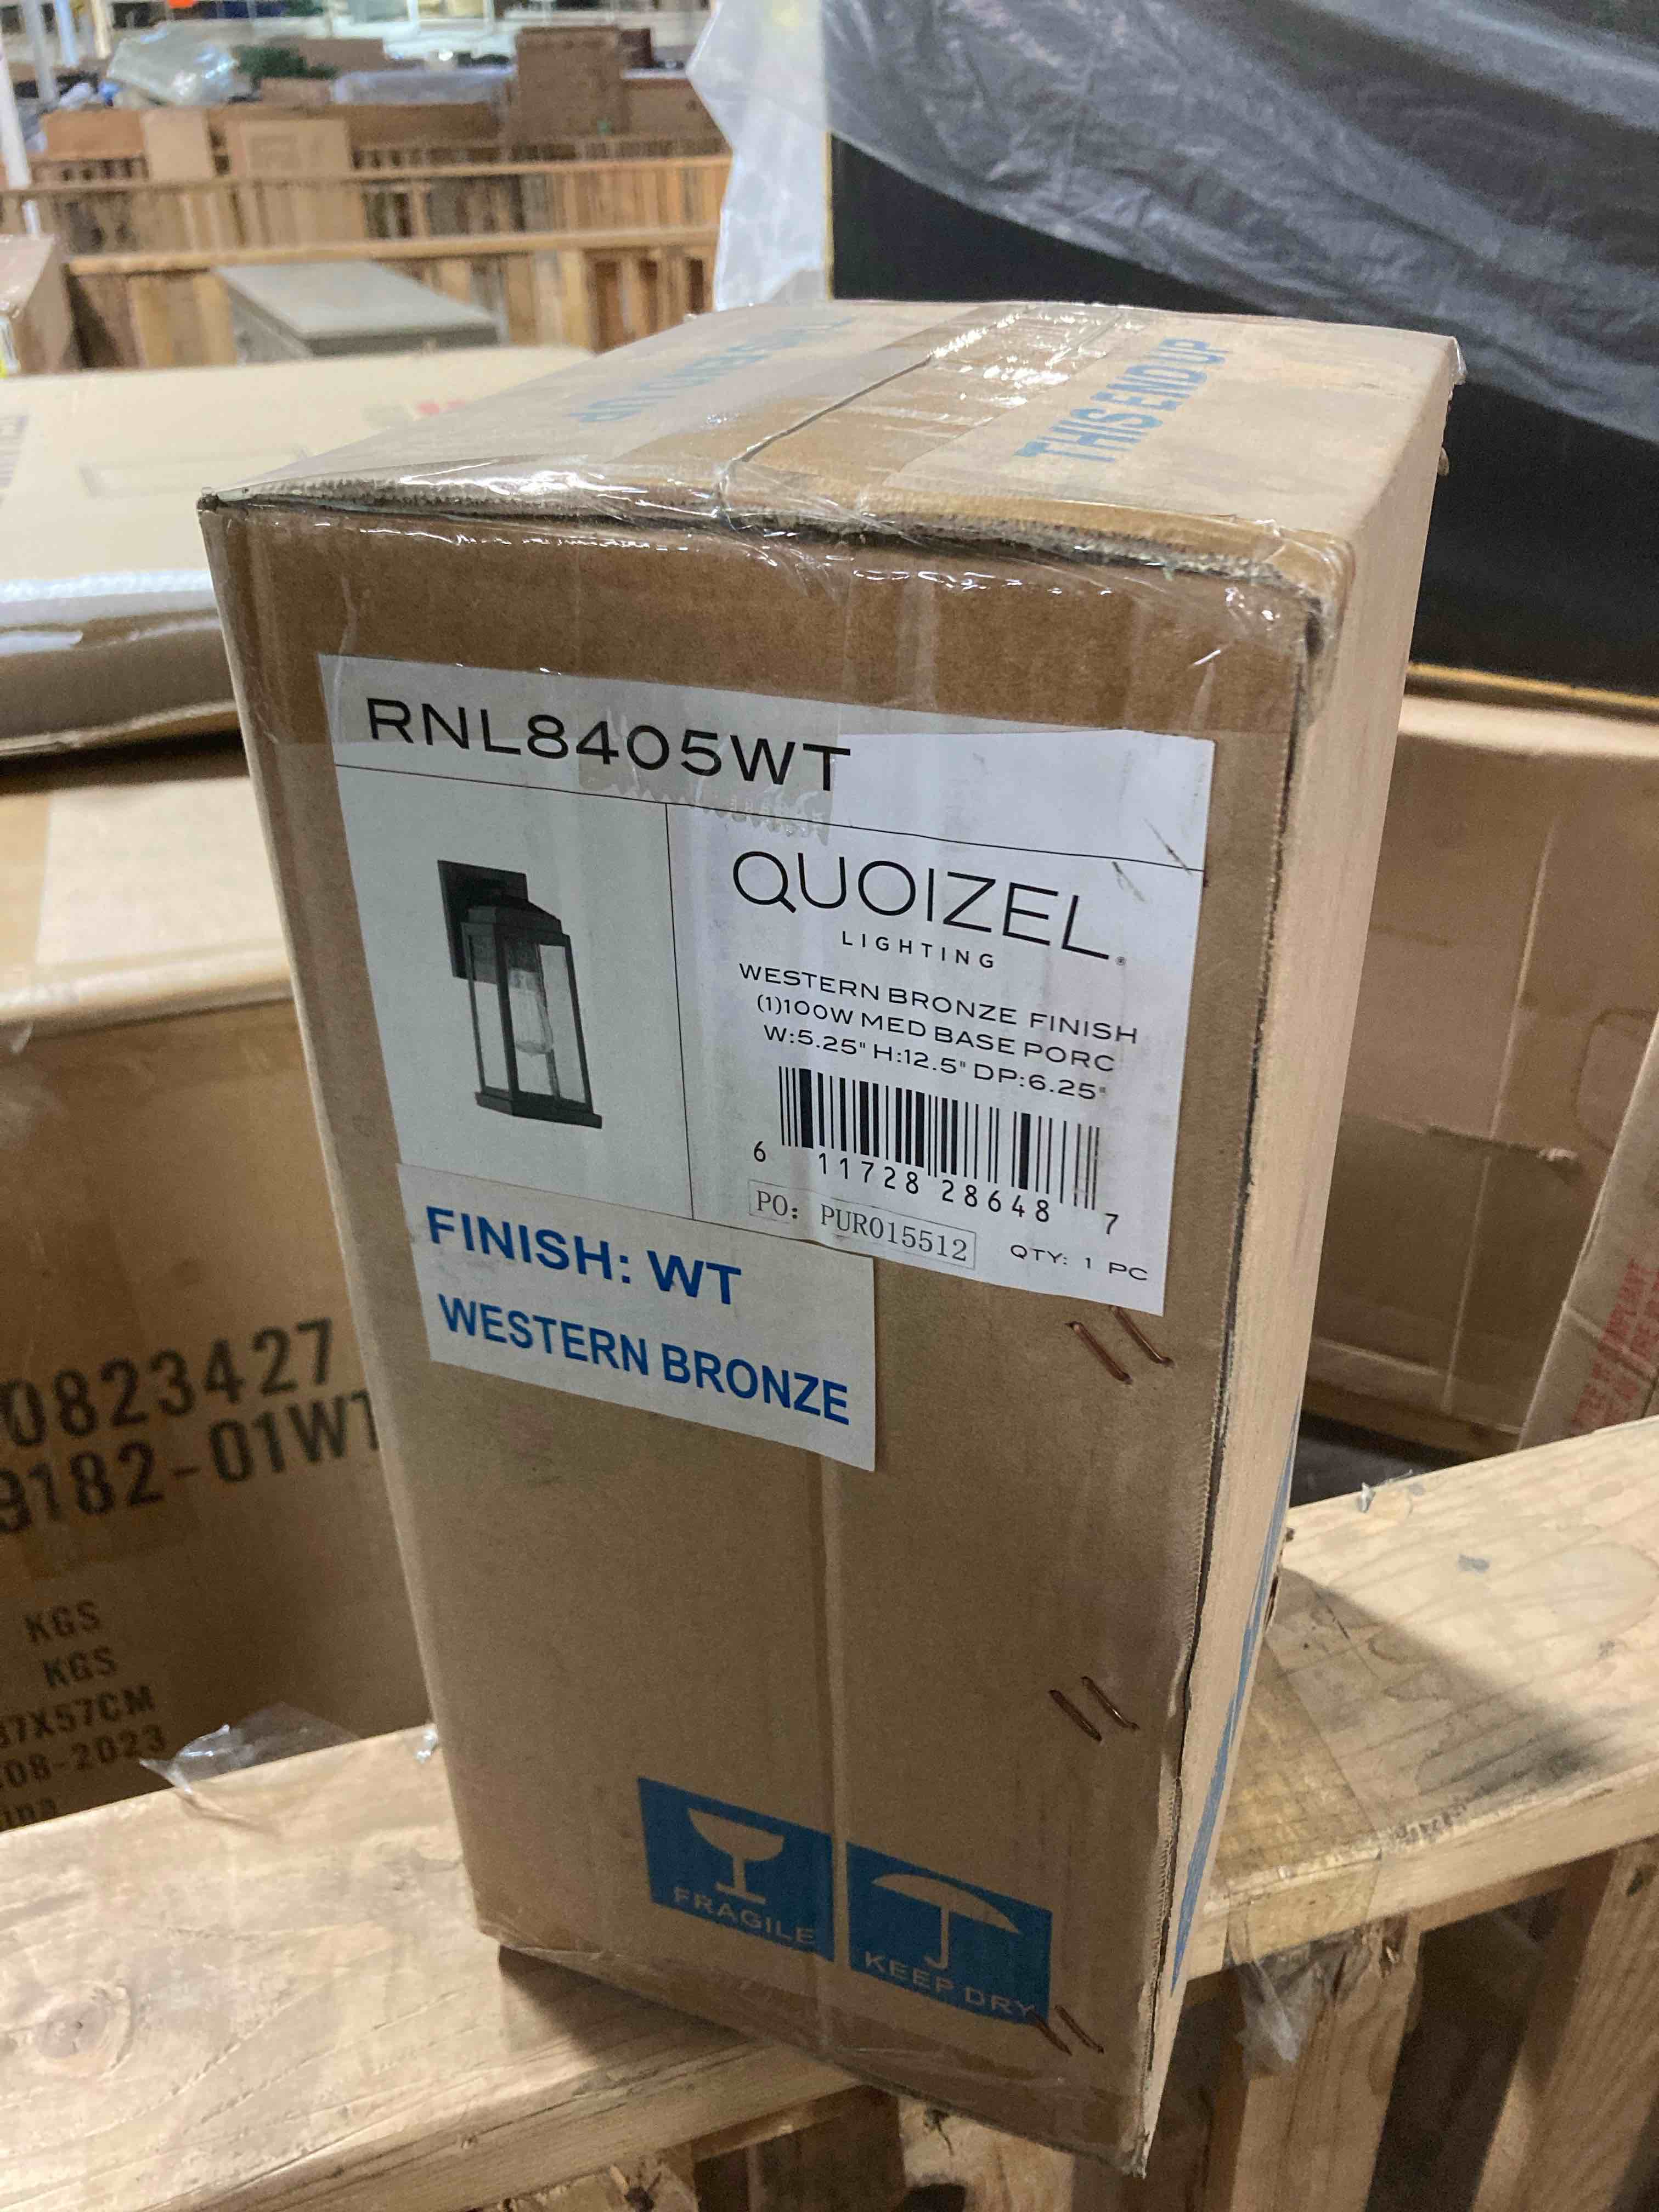 THIS END UP
RNL8405WT
QUOIZEL®
LIGHTING
WESTERN BRONZE FINISH
(1)100W MED BASE PORC
W:5.25" H:12.5" DP:6.25"
6 11728 28648 7
PO: PUR015512
QTY: 1 PC
FINISH: WT
WESTERN BRONZE
FRAGILE
KEEP DRY
0823427
9182-01WT
KGS
KGS
7X57CM
08-2023